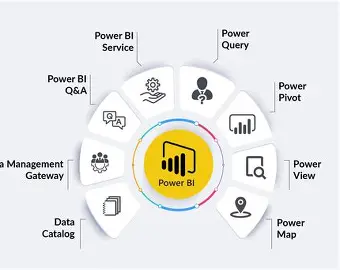 Power BI
Service
Power
Query
Power BI
Q&A
Power
Pivot
Q
A
a Management
Gateway
Power BI
Power
View
Data
Catalog
Power
Map